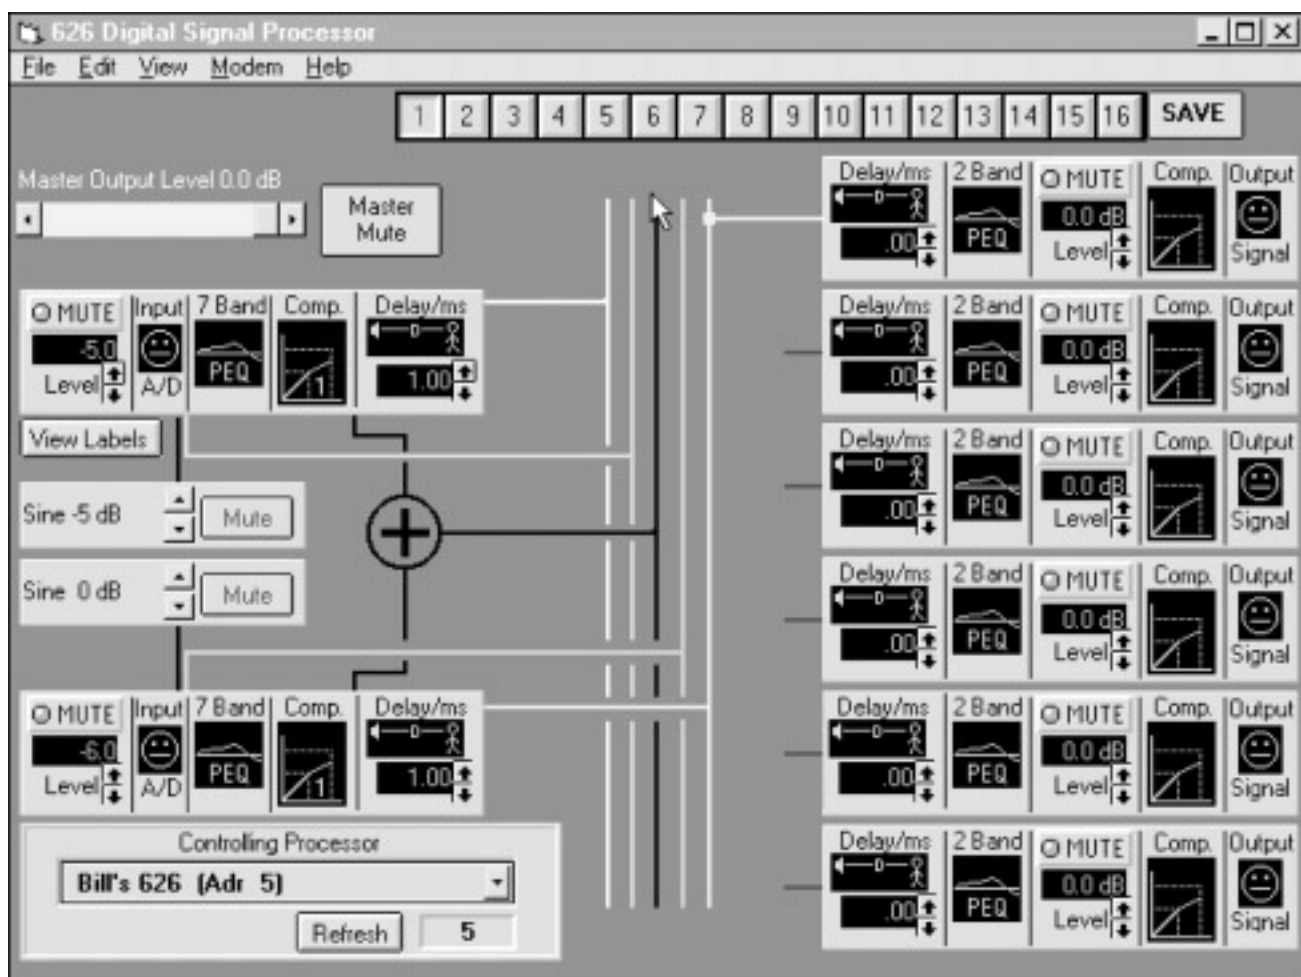 626 Digital Signal Processor
File Edit View Modem Help
1 2 3 4 5 6 7 8 9 10 11 12 13 14 15 16 SAVE
Master Output Level 0.0 dB
Master
Mute
MUTE Input 7 Band Comp. Delay/ms
D
-5.0 PEQ 1 1.00
Level A/D
View Labels
Sine -5 dB Mute
Sine 0 dB Mute
MUTE Input 7 Band Comp. Delay/ms
D
-6.0 PEQ 1 1.00
Level A/D
Controlling Processor
Bill's 626 (Adr 5)
Refresh 5
Delay/ms 2 Band MUTE Comp. Output
D 0.0 dB
.00 PEQ Level Signal
Delay/ms 2 Band MUTE Comp. Output
D 0.0 dB
.00 PEQ Level Signal
Delay/ms 2 Band MUTE Comp. Output
D 0.0 dB
.00 PEQ Level Signal
Delay/ms 2 Band MUTE Comp. Output
D 0.0 dB
.00 PEQ Level Signal
Delay/ms 2 Band MUTE Comp. Output
D 0.0 dB
.00 PEQ Level Signal
Delay/ms 2 Band MUTE Comp. Output
D 0.0 dB
.00 PEQ Level Signal